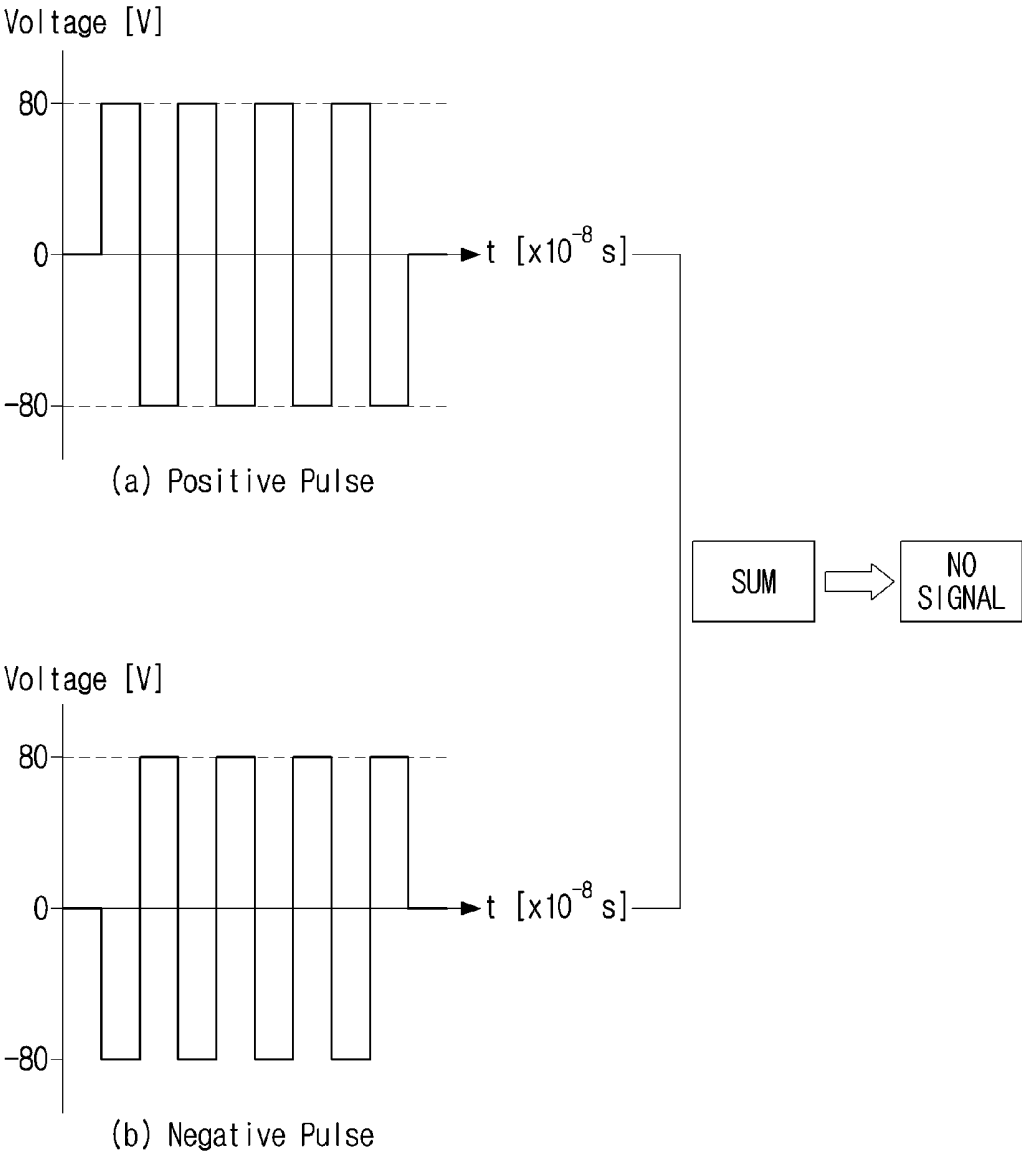 Voltage [V]
80
0
-80
t [x10⁻⁸ s]
(a) Positive Pulse
SUM
NO
SIGNAL
Voltage [V]
80
0
-80
t [x10⁻⁸ s]
(b) Negative Pulse